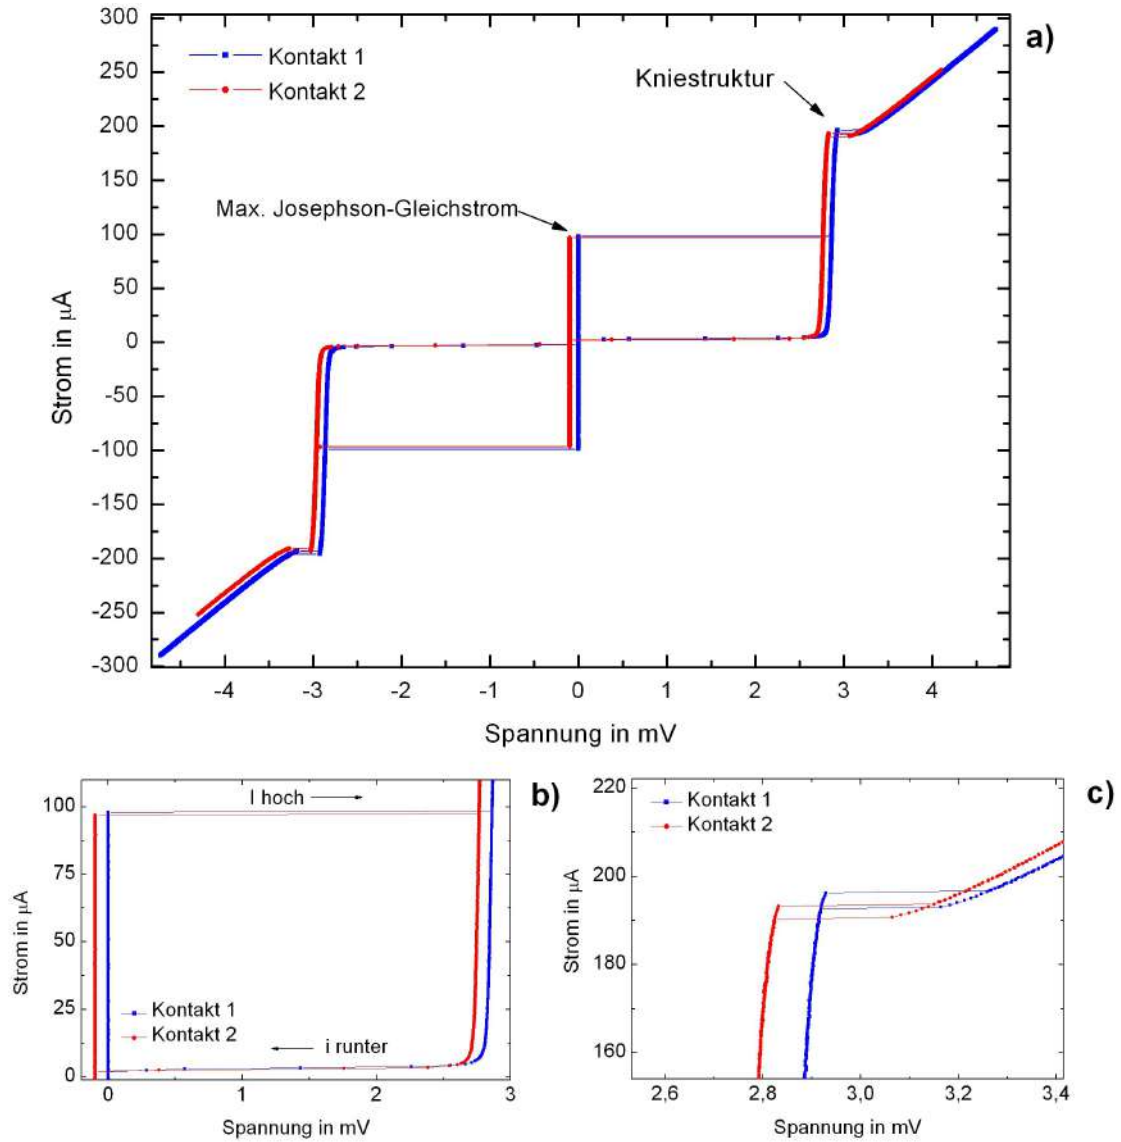 300
a)
Kontakt 1
250
Kontakt 2
Kniestruktur
200
150
Max. Josephson-Gleichstrom
100
50
0
-50
-100
-150
-200
-250
-300
Strom in µA
-4 -3 -2 -1 0 1 2 3 4
Spannung in mV
I hoch
b)
100
75
50
25
0
Strom in µA
Kontakt 1
Kontakt 2
i runter
0 1 2 3
Spannung in mV
220
Kontakt 1
c)
Kontakt 2
200
180
160
Strom in µA
2,6 2,8 3,0 3,2 3,4
Spannung in mV